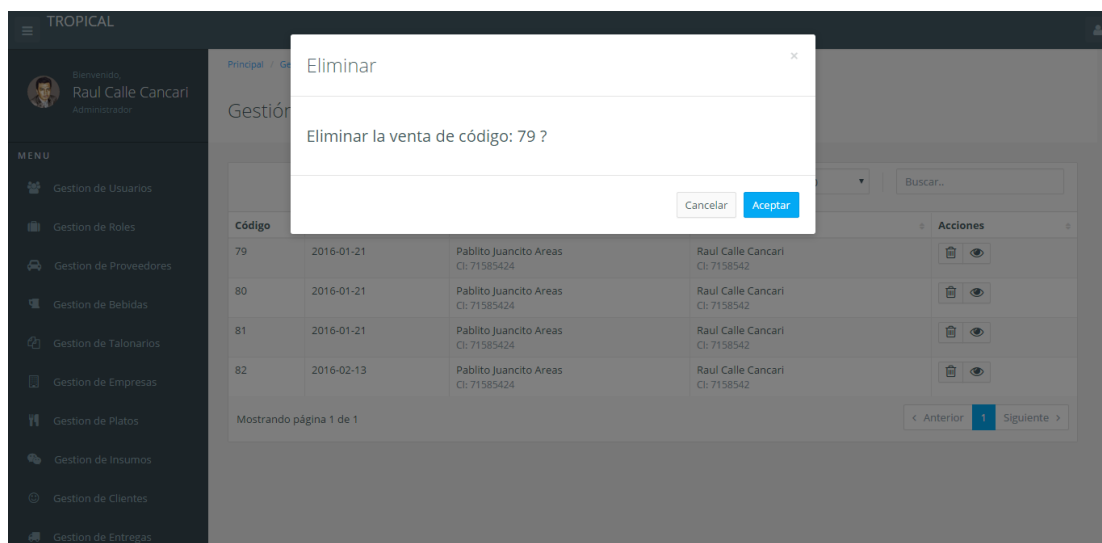 TROPICAL
Bienvenido,
Raul Calle Cancari
Administrador
MENU
Gestion de Usuarios
Gestion de Roles
Gestion de Proveedores
Gestion de Bebidas
Gestion de Talonarios
Gestion de Empresas
Gestion de Platos
Gestion de Insumos
Gestion de Clientes
Gestion de Entregas
Principal / Ge
Gestión
Eliminar ×
Eliminar la venta de código: 79 ?
Cancelar Aceptar
Buscar..
Código Acciones
79 2016-01-21 Pablito Juancito Areas Raul Calle Cancari
CI: 71585424 CI: 7158542
80 2016-01-21 Pablito Juancito Areas Raul Calle Cancari
CI: 71585424 CI: 7158542
81 2016-01-21 Pablito Juancito Areas Raul Calle Cancari
CI: 71585424 CI: 7158542
82 2016-02-13 Pablito Juancito Areas Raul Calle Cancari
CI: 71585424 CI: 7158542
Mostrando página 1 de 1
< Anterior 1 Siguiente >